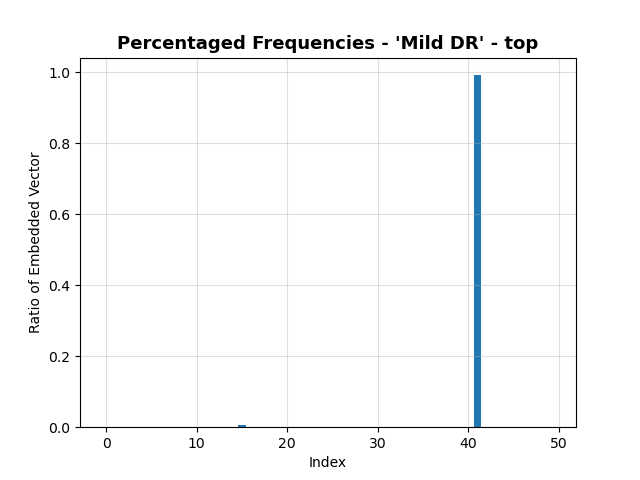 Percentaged Frequencies - 'Mild DR' - top
Ratio of Embedded Vector
1.0
0.8
0.6
0.4
0.2
0.0
0 10 20 30 40 50
Index